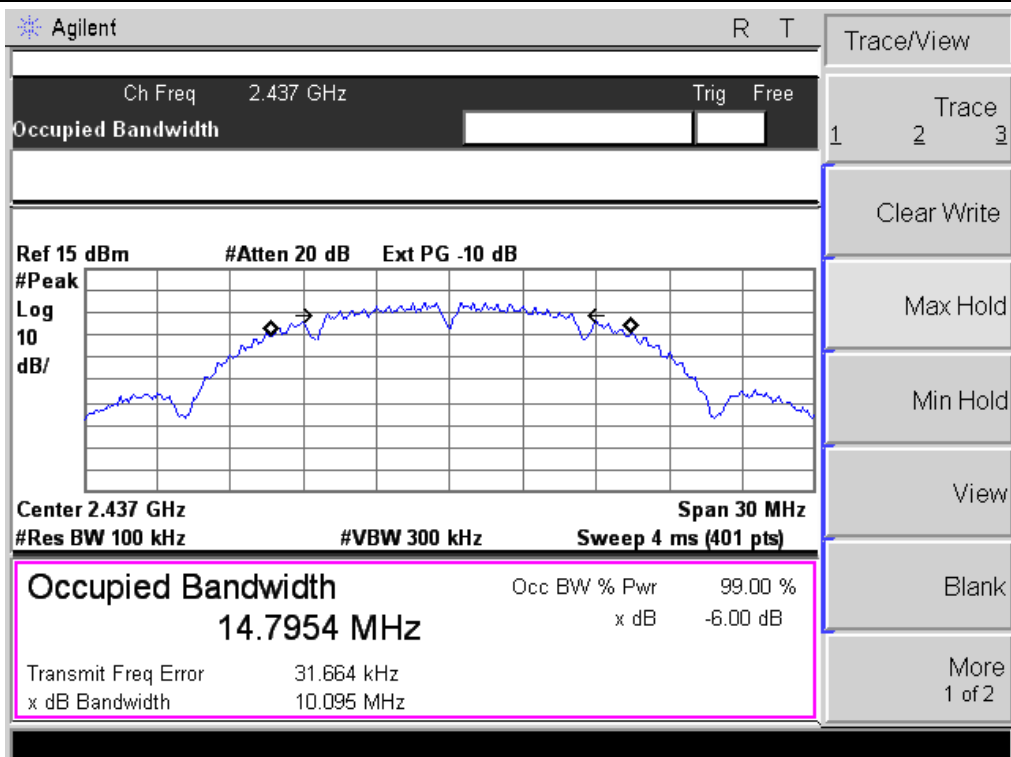 Agilent R T
Ch Freq 2.437 GHz Trig Free
Occupied Bandwidth
Ref 15 dBm #Atten 20 dB Ext PG -10 dB
#Peak
Log
10
dB/
Center 2.437 GHz Span 30 MHz
#Res BW 100 kHz #VBW 300 kHz Sweep 4 ms (401 pts)
Occupied Bandwidth Occ BW % Pwr 99.00 %
14.7954 MHz x dB -6.00 dB
Transmit Freq Error 31.664 kHz
x dB Bandwidth 10.095 MHz
Trace/View
Trace
1 2 3
Clear Write
Max Hold
Min Hold
View
Blank
More
1 of 2